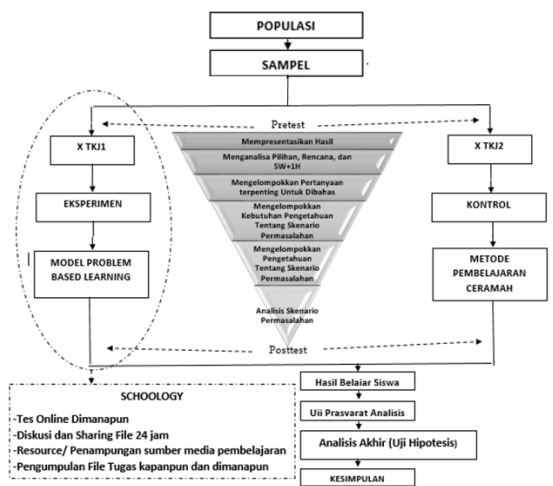 POPULASI
SAMPEL
Pretest
X TKJ1
X TKJ2
Mempresentasikan Hasil
Menganalisa Pilihan, Rencana, dan
5W+1H
Mengelompokkan Pertanyaan
terpenting Untuk Dibahas
Mengelompokkan
Kebutuhan Pengetahuan
Tentang Skenario
Permasalahan
Mengelompokkan
Pengetahuan
Tentang Skenario
Permasalahan
Analisis Skenario
Permasalahan
EKSPERIMEN
KONTROL
MODEL PROBLEM
BASED LEARNING
METODE
PEMBELAJARAN
CERAMAH
Posttest
SCHOOLOGY
-Tes Online Dimanapun
-Diskusi dan Sharing File 24 jam
-Resource/ Penampungan sumber media pembelajaran
-Pengumpulan File Tugas kapanpun dan dimanapun
Hasil Belaiar Siswa
Uii Prasvarat Analisis
Analisis Akhir (Uji Hipotesis)
KESIMPULAN